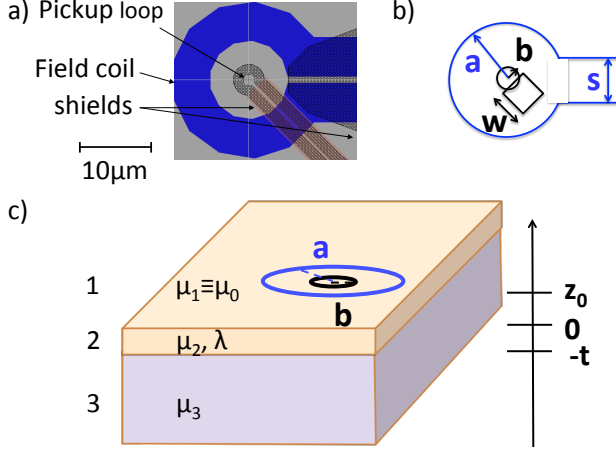 a)
Pickup loop
Field coil
shields
10μm
b)
a
b
s
w
c)
1
μ₁≡μ₀
a
b
2
μ₂, λ
3
μ₃
z₀
0
-t